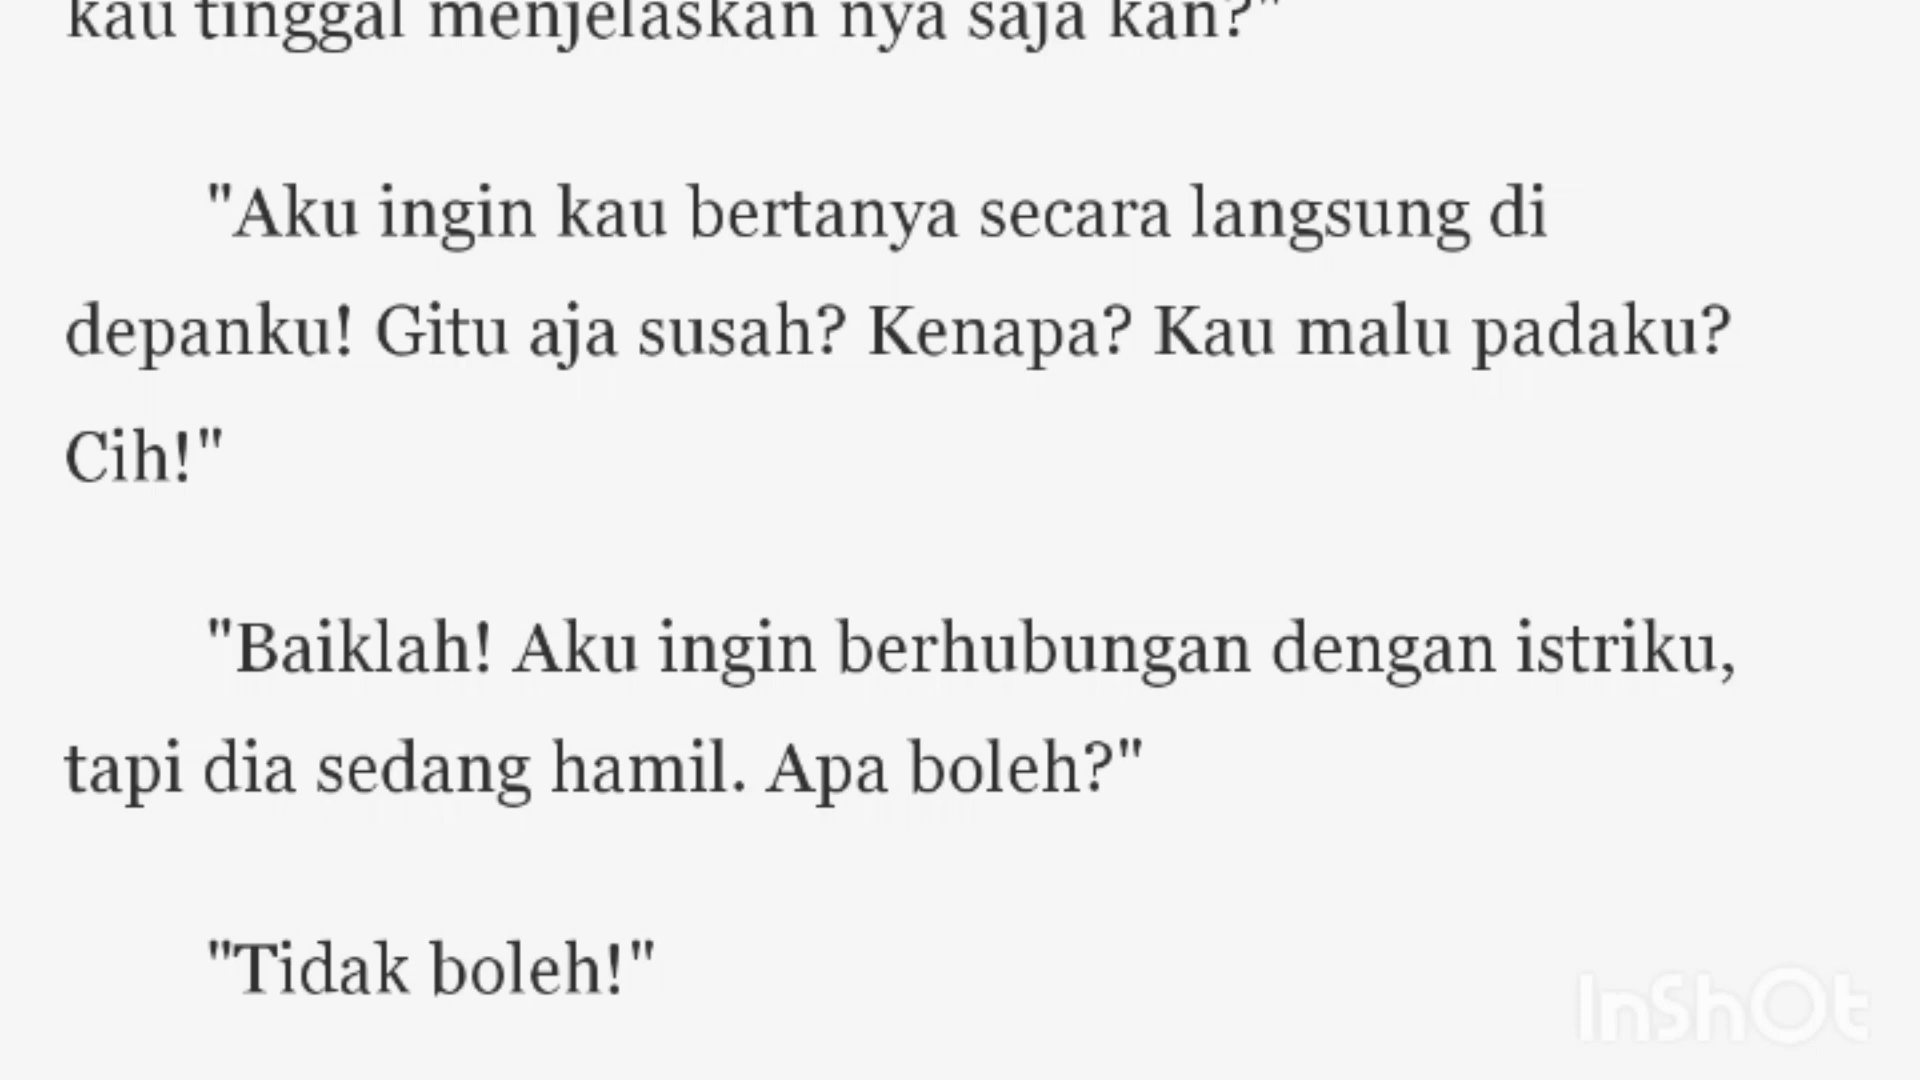 kau tinggal menjelaskan nya saja kan?"
"Aku ingin kau bertanya secara langsung di
depanku! Gitu aja susah? Kenapa? Kau malu padaku?
Cih!"
"Baiklah! Aku ingin berhubungan dengan istriku,
tapi dia sedang hamil. Apa boleh?"
"Tidak boleh!"
InShOt